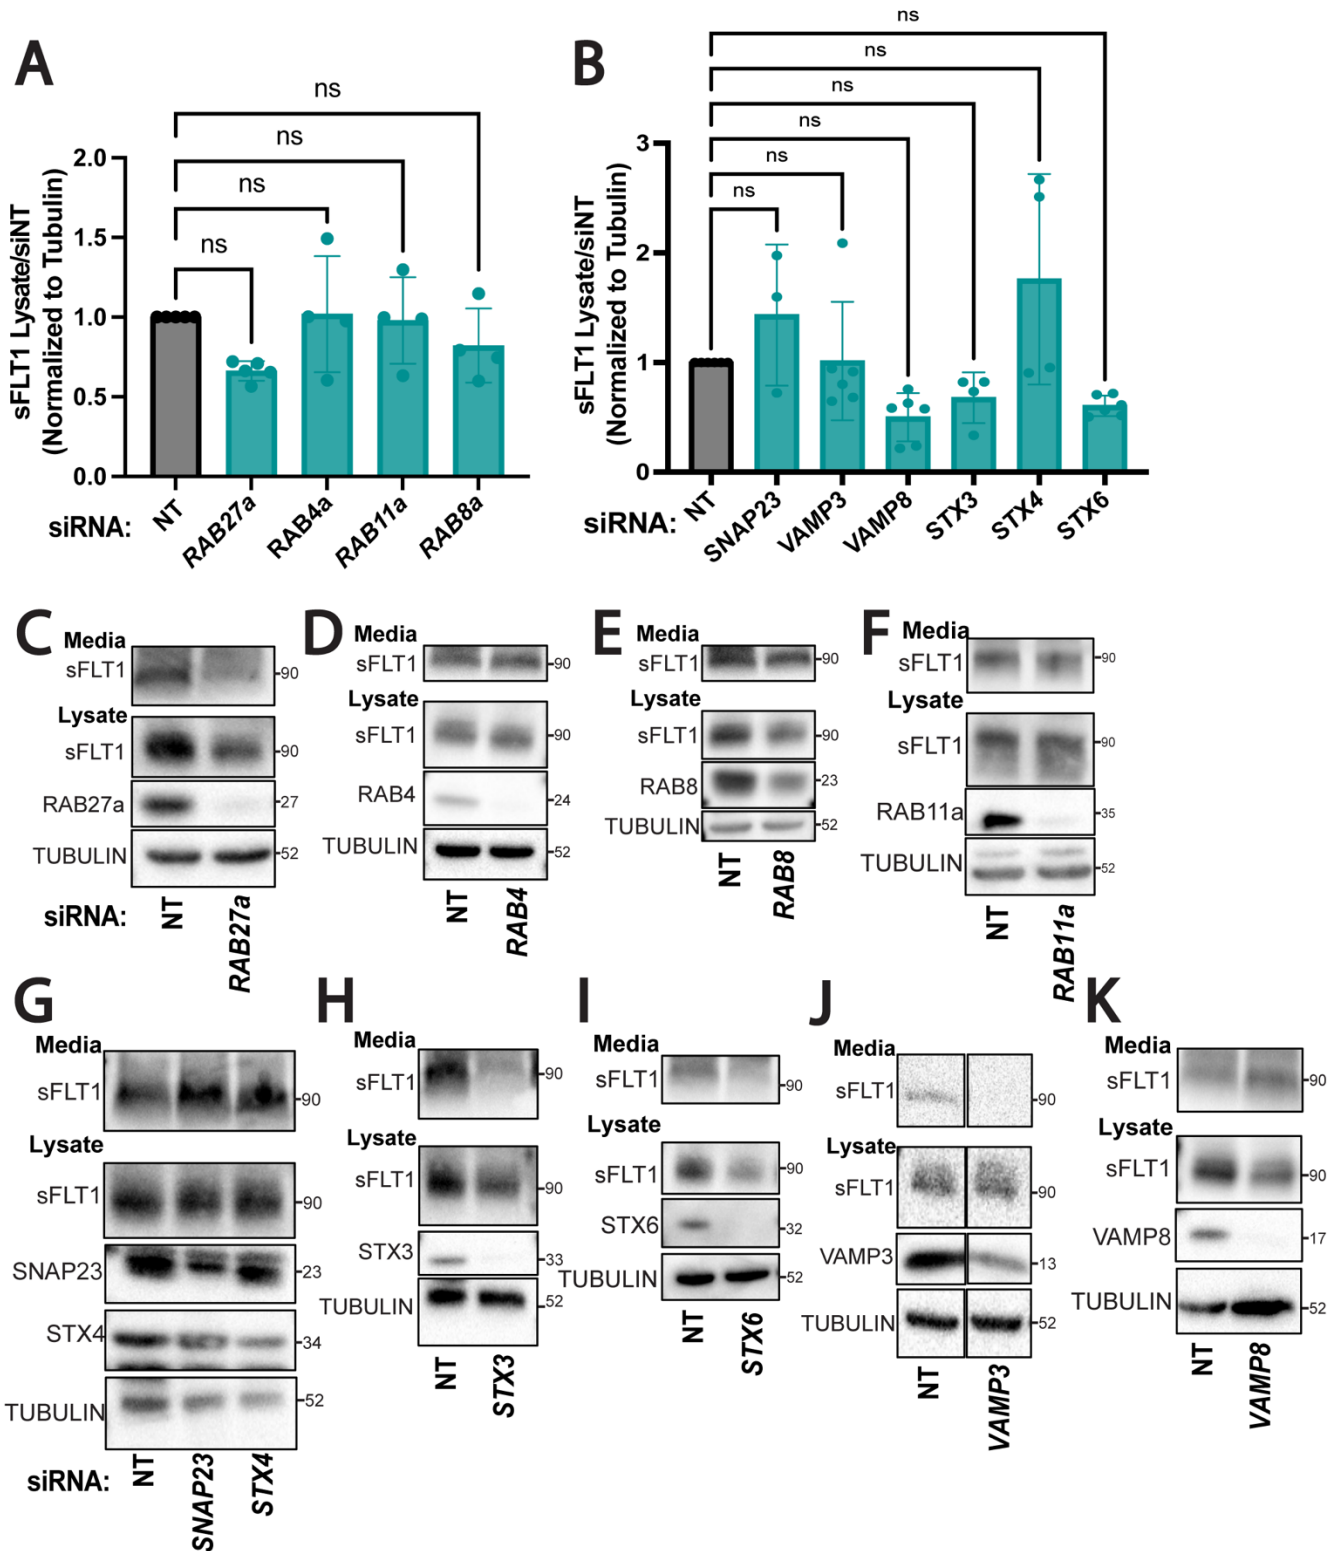 A
ns
ns
ns
ns
2.0
1.5
1.0
0.5
0.0
sFLT1 Lysate/siNT
(Normalized to Tubulin)
siRNA:
NT
RAB27a
RAB4a
RAB11a
RAB8a
B
ns
ns
ns
ns
ns
ns
3
2
1
0
sFLT1 Lysate/siNT
(Normalized to Tubulin)
siRNA:
NT
SNAP23
VAMP3
VAMP8
STX3
STX4
STX6
C
Media
sFLT1
90
Lysate
sFLT1
90
RAB27a
27
TUBULIN
52
siRNA:
NT
RAB27a
D
Media
sFLT1
90
Lysate
sFLT1
90
RAB4
24
TUBULIN
52
NT
RAB4
E
Media
sFLT1
90
Lysate
sFLT1
90
RAB8
23
TUBULIN
52
NT
RAB8
F
Media
sFLT1
90
Lysate
sFLT1
90
RAB11a
35
TUBULIN
52
NT
RAB11a
G
Media
sFLT1
90
Lysate
sFLT1
90
SNAP23
23
STX4
34
TUBULIN
52
siRNA:
NT
SNAP23
STX4
H
Media
sFLT1
90
Lysate
sFLT1
90
STX3
33
TUBULIN
52
NT
STX3
I
Media
sFLT1
90
Lysate
sFLT1
90
STX6
32
TUBULIN
52
NT
STX6
J
Media
sFLT1
90
Lysate
sFLT1
90
VAMP3
13
TUBULIN
52
NT
VAMP3
K
Media
sFLT1
90
Lysate
sFLT1
90
VAMP8
17
TUBULIN
52
NT
VAMP8